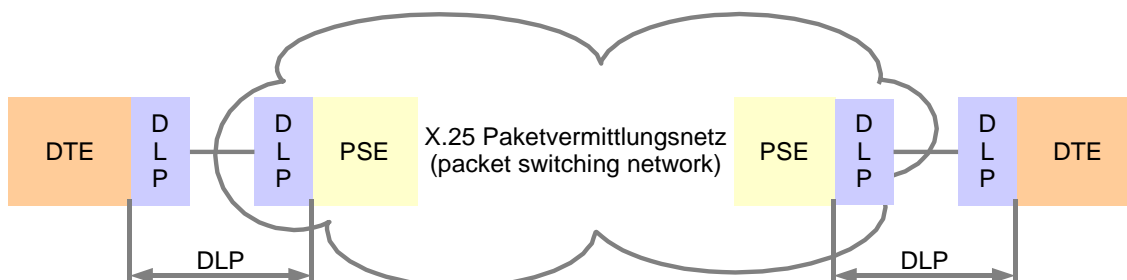 DTE
D
L
P
D
L
P
PSE
X.25 Paketvermittlungsnetz
(packet switching network)
PSE
D
L
P
D
L
P
DTE
DLP
DLP